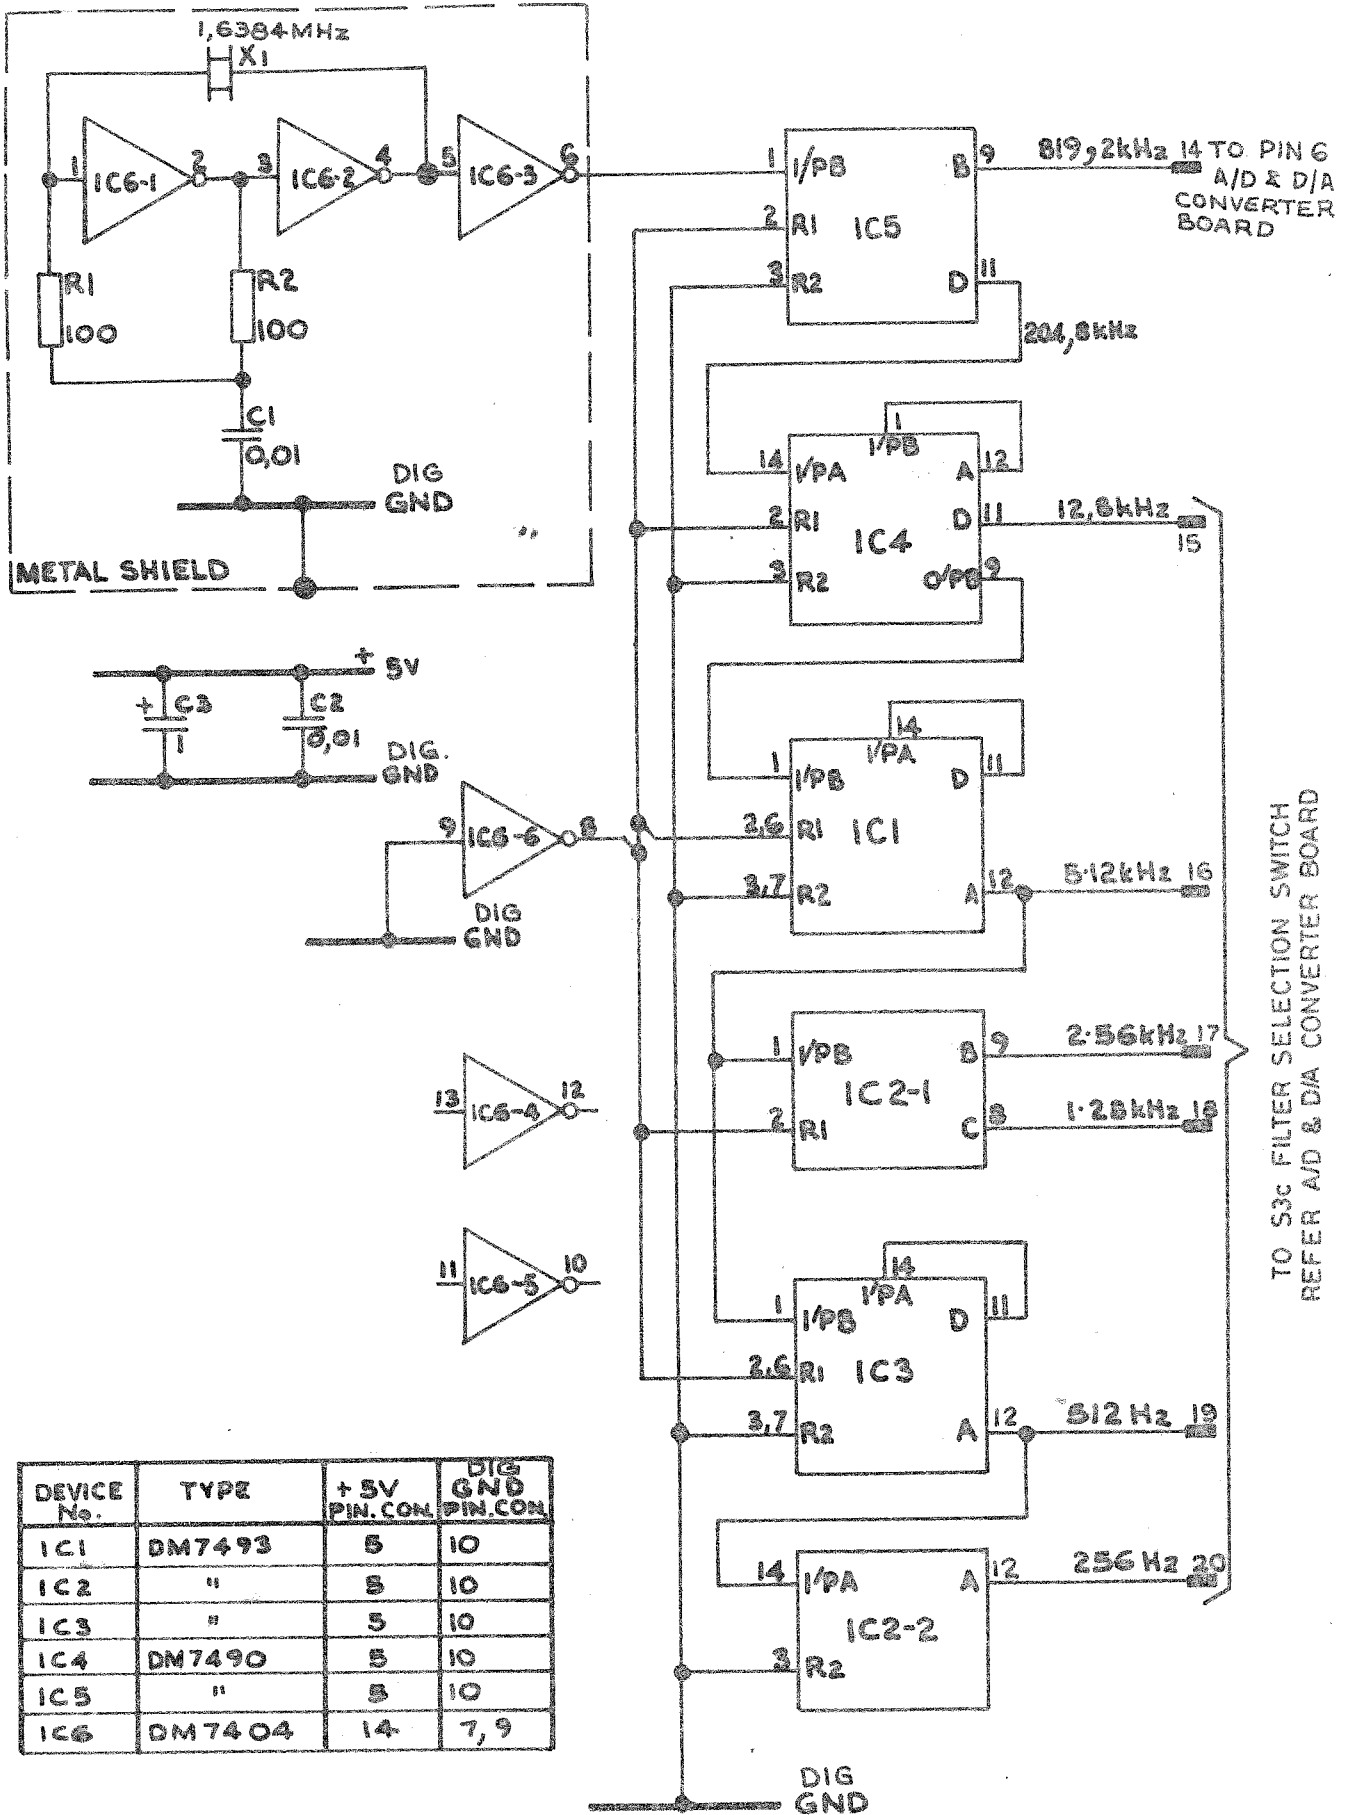 1,6384MHz
X1
1 IC6-1 2 3 IC6-2 4 5 IC6-3 6
R1
100
R2
100
C1
0,01
DIG
GND
METAL SHIELD
+ 5V
+ C3
1
C2
0,01
DIG.
GND
9 8
DIG
GND
13 IC6-4 12
11 IC6-5 10
1 I/PB B 9 819,2kHz 14 TO PIN 6
A/D & D/A
CONVERTER
BOARD
2 R1 IC5
3 R2 D 11
204,8kHz
1
I/PB
14 I/PA A 12
2 R1 D 11 12,8kHz
15
IC4
3 R2 O/PB 9
14
I/PA
1 I/PB D 11
2,6 R1 IC1
3,7 R2 A 12 5·12kHz 16
1 I/PB B 9 2·56kHz 17
IC2-1
2 R1 C 8 1·28kHz 18
14
I/PA
1 I/PB D 11
2,6 R1 IC3
3,7 R2 A 12 512Hz 19
14 I/PA A 12 256Hz 20
IC2-2
3 R2
DIG
GND
TO S3c FILTER SELECTION SWITCH
REFER A/D & D/A CONVERTER BOARD
DEVICE No. TYPE +5V PIN.CON. DIG GND PIN.CON.
IC1 DM7493 5 10
IC2 " 5 10
IC3 " 5 10
IC4 DM7490 5 10
IC5 " 5 10
IC6 DM7404 14 7,9